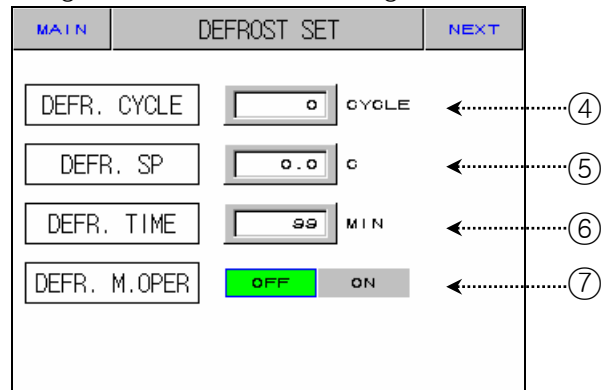 MAIN DEFROST SET NEXT
DEFR. CYCLE 0 CYCLE ④
DEFR. SP 0.0 C ⑤
DEFR. TIME 99 MIN ⑥
DEFR. M.OPER OFF ON ⑦